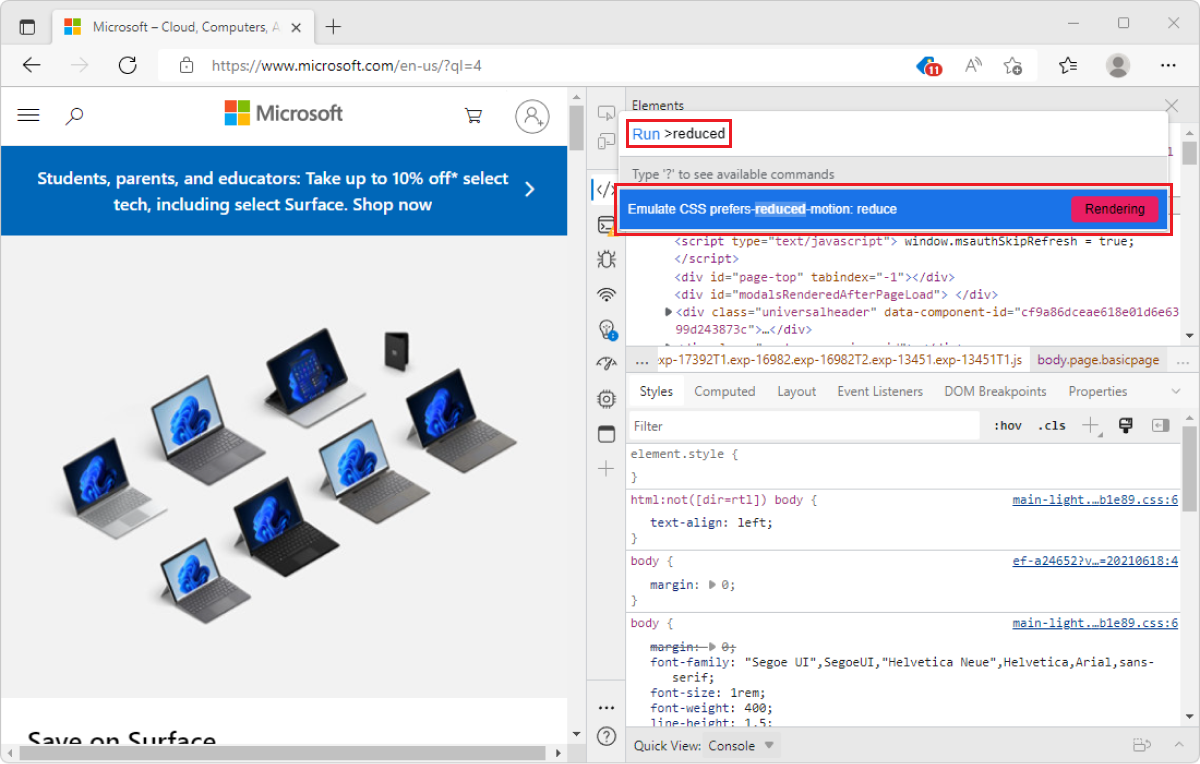 Microsoft – Cloud, Computers, A
https://www.microsoft.com/en-us/?ql=4
11
Microsoft
Students, parents, and educators: Take up to 10% off* select
tech, including select Surface. Shop now
Save on Surface
Elements
Run >reduced
Type '?' to see available commands
Emulate CSS prefers-reduced-motion: reduce
Rendering
<script type="text/javascript"> window.msauthSkipRefresh = true;
</script>
<div id="page-top" tabindex="-1"></div>
<div id="modalsRenderedAfterPageLoad"> </div>
▶<div class="universalheader" data-component-id="cf9a86dceae618e01d6e63
99d243873c">…</div>
... exp-17392T1.exp-16982.exp-16982T2.exp-13451.exp-13451T1.js body.page.basicpage ...
Styles Computed Layout Event Listeners DOM Breakpoints Properties
Filter :hov .cls
element.style {
}
html:not([dir=rtl]) body { main-light.…b1e89.css:6
text-align: left;
}
body { ef-a24652?v…=20210618:4
margin: ▶ 0;
}
body { main-light.…b1e89.css:6
margin: ▶ 0;
font-family: "Segoe UI",SegoeUI,"Helvetica Neue",Helvetica,Arial,sans-
serif;
font-size: 1rem;
font-weight: 400;
line-height: 1.5;
Quick View: Console